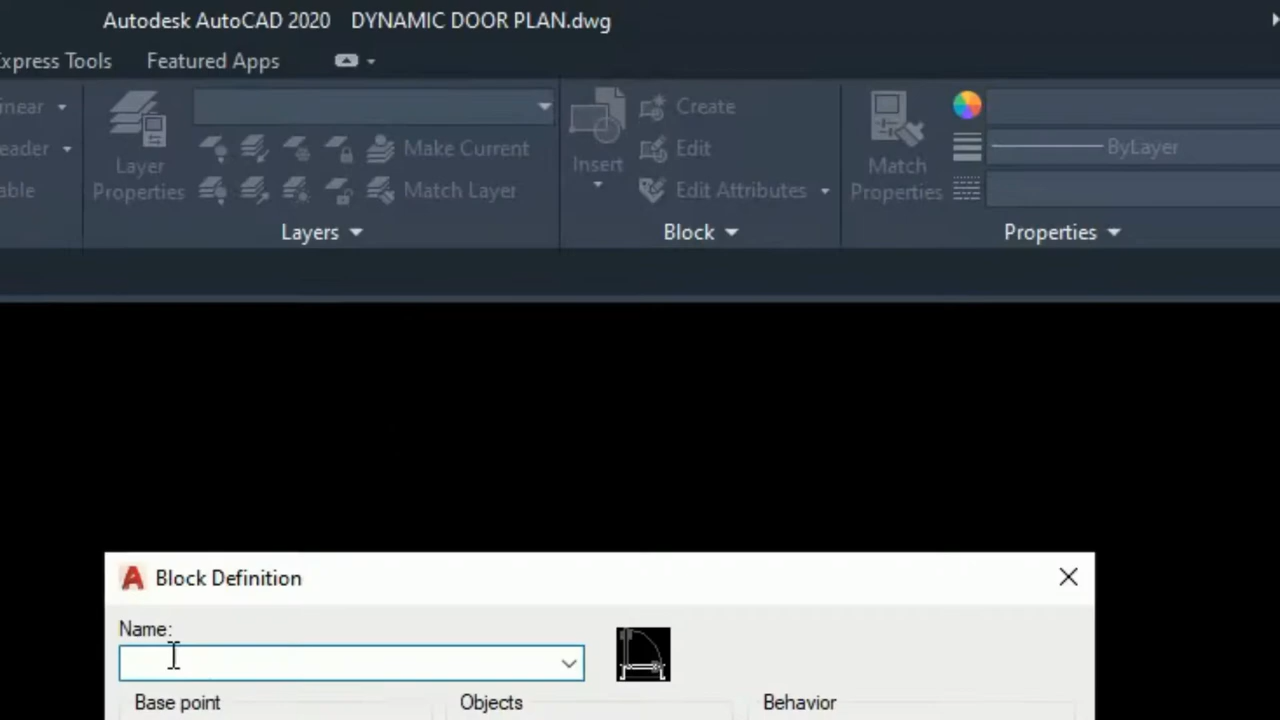 Autodesk AutoCAD 2020 DYNAMIC DOOR PLAN.dwg
xpress Tools Featured Apps
inear
eader
able
Layer
Properties
Make Current
Match Layer
Layers
Insert
Create
Edit
Edit Attributes
Block
Match
Properties
ByLayer
Properties
A Block Definition
Name:
Base point Objects Behavior